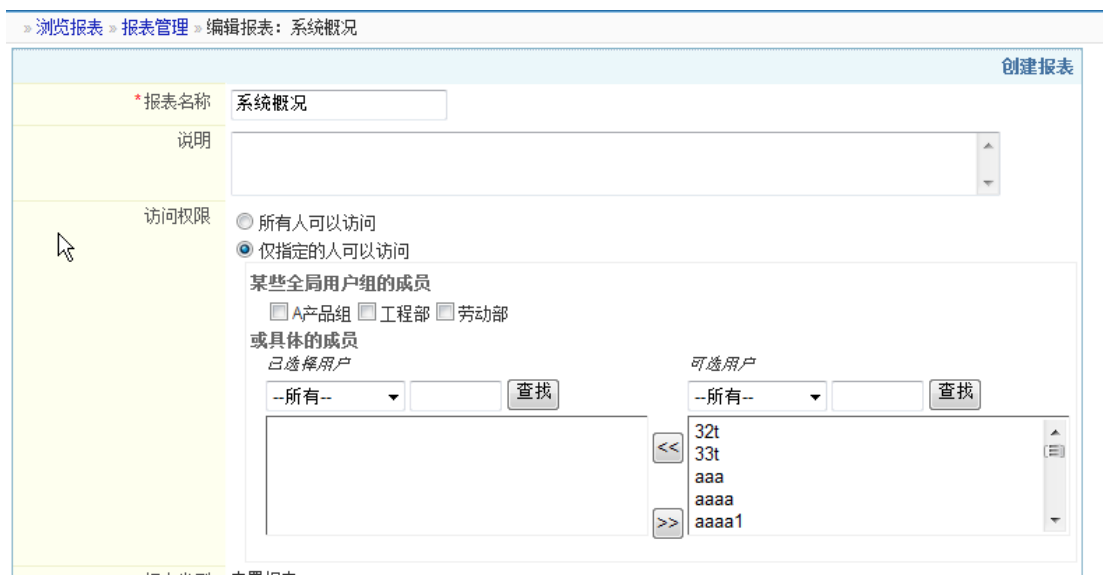 » 浏览报表 » 报表管理 » 编辑报表：系统概况
创建报表
*报表名称 系统概况
说明
访问权限
所有人可以访问
仅指定的人可以访问
某些全局用户组的成员
A产品组 工程部 劳动部
或具体的成员
已选择用户 可选用户
--所有-- 查找 --所有-- 查找
<<
>>
32t
33t
aaa
aaaa
aaaa1